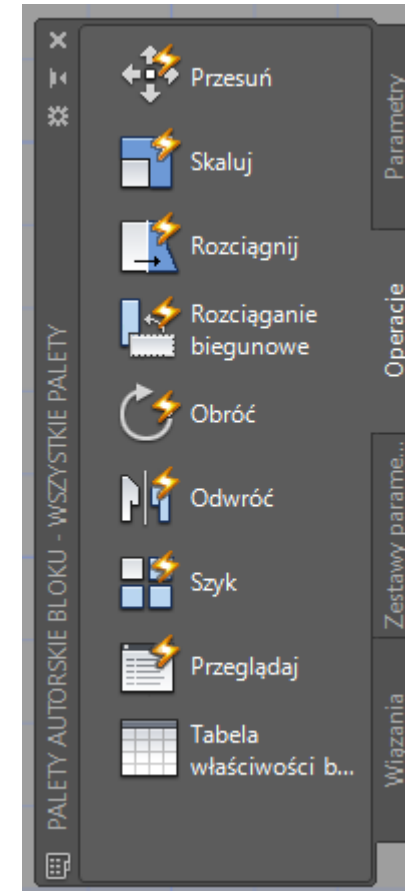 Przesuń
Skaluj
Rozciągnij
Rozciąganie
biegunowe
Obróć
Odwróć
Szyk
Przeglądaj
Tabela
właściwości b...
Parametry
Operacje
Zestawy parame...
Wiązania
PALETY AUTORSKIE BLOKU - WSZYSTKIE PALETY